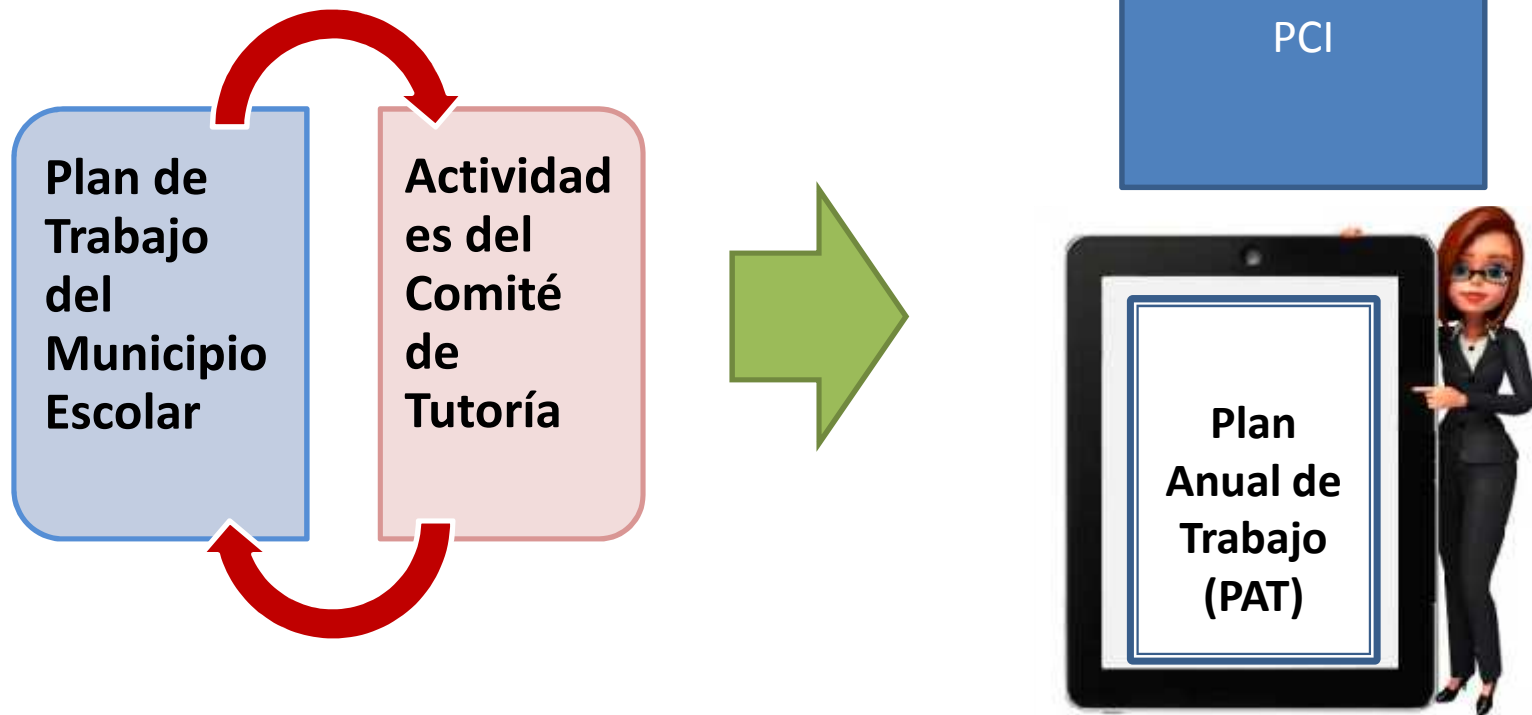 Plan de
Trabajo
del
Municipio
Escolar
Actividad
es del
Comité
de
Tutoría
PCI
Plan
Anual de
Trabajo
(PAT)